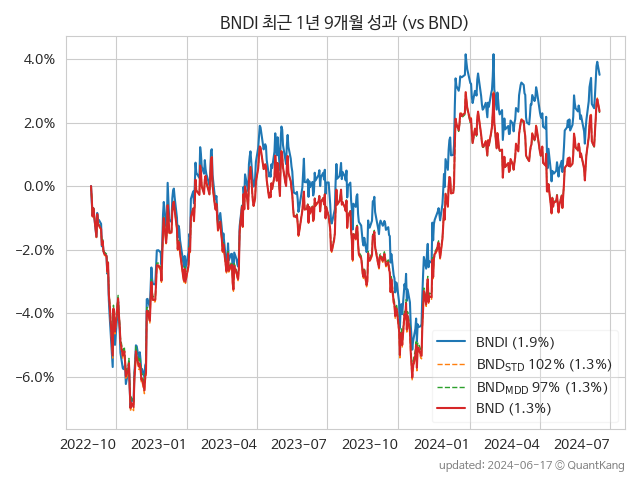 BNDI 최근 1년 9개월 성과 (vs BND)
4.0%
2.0%
0.0%
−2.0%
−4.0%
−6.0%
BNDI (1.9%)
BND_STD 102% (1.3%)
BND_MDD 97% (1.3%)
BND (1.3%)
2022-10 2023-01 2023-04 2023-07 2023-10 2024-01 2024-04 2024-07
updated: 2024-06-17 © QuantKang